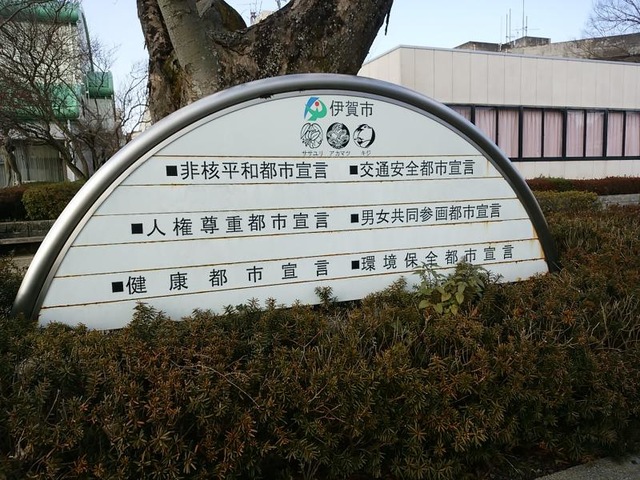 伊賀市
ササユリ アカマツ キジ
■非核平和都市宣言 ■交通安全都市宣言
■人権尊重都市宣言 ■男女共同参画都市宣言
■健康都市宣言 ■環境保全都市宣言